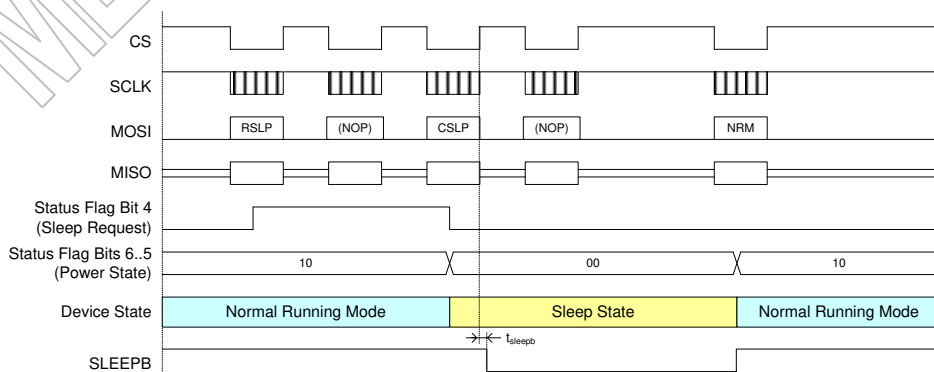 CS
SCLK
MOSI
RSLP
(NOP)
CSLP
(NOP)
NRM
MISO
Status Flag Bit 4
(Sleep Request)
Status Flag Bits 6..5
(Power State)
10
00
10
Device State
Normal Running Mode
Sleep State
Normal Running Mode
tsleepb
SLEEPB